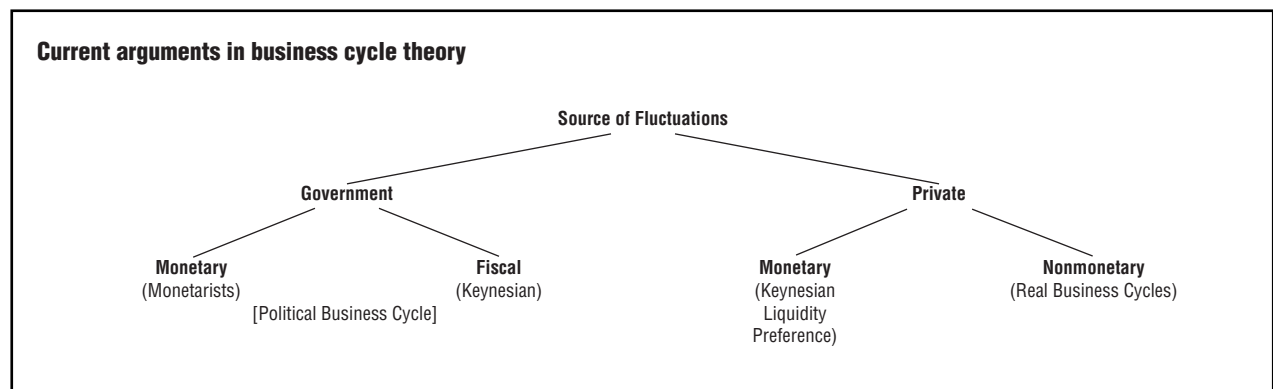 Current arguments in business cycle theory
Source of Fluctuations
Government
Private
Monetary
(Monetarists)
Fiscal
(Keynesian)
[Political Business Cycle]
Monetary
(Keynesian
Liquidity
Preference)
Nonmonetary
(Real Business Cycles)